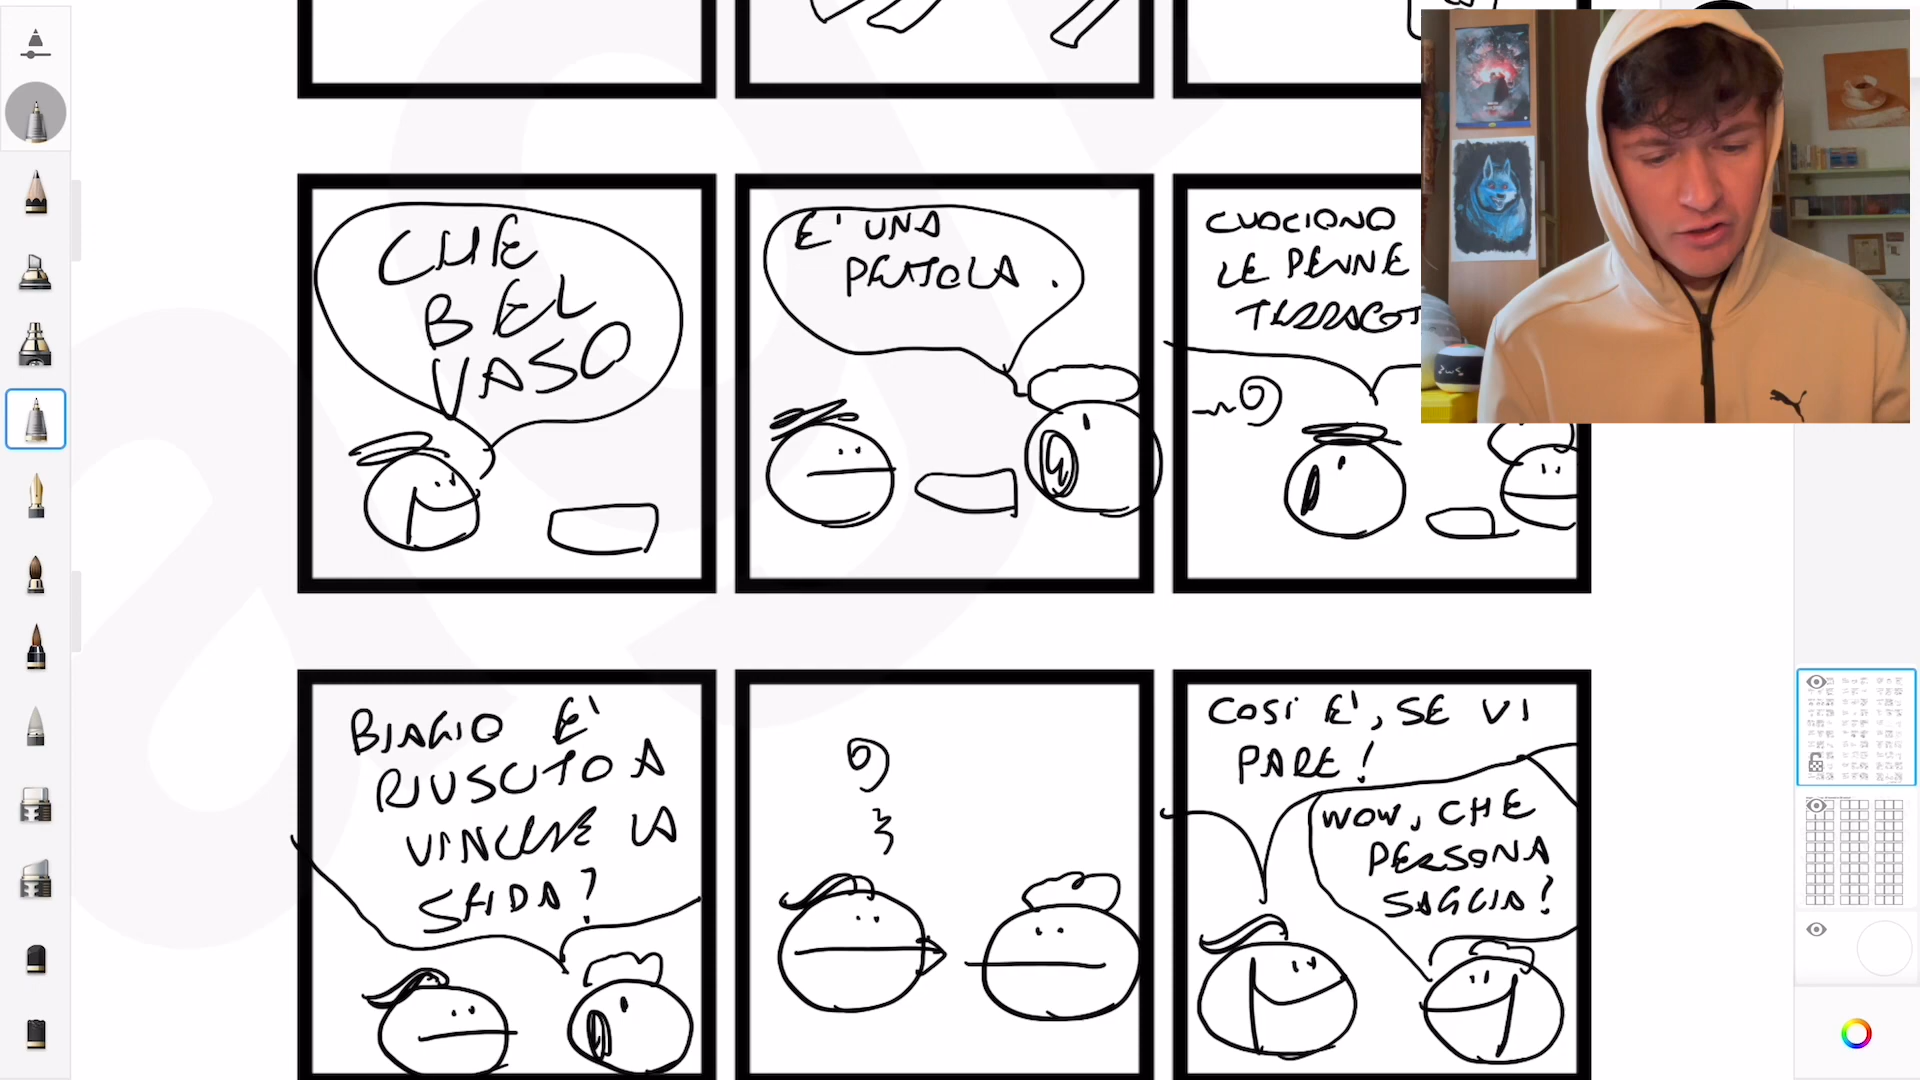 CHE
BEL
VASO
E' UNA
PENTOLA.
CUOCIONO
LE PENNE
BIAGIO E'
RIUSCITO A
VINCERE LA
SFIDA?
COSI E', SE VI
PARE!
WOW, CHE
PERSONA
SAGGIA!